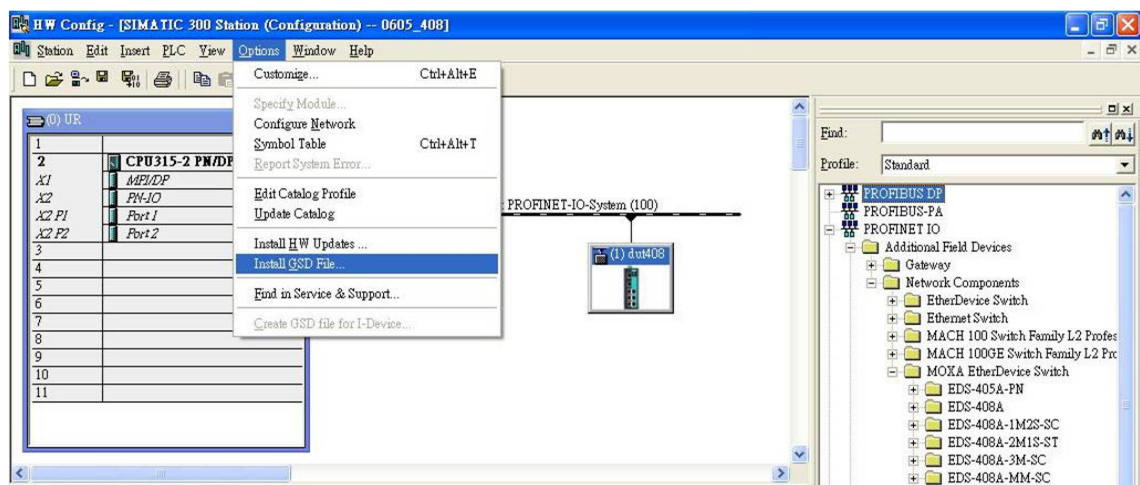 HW Config - [SIMATIC 300 Station (Configuration) -- 0605_408]
Station Edit Insert PLC View Options Window Help
Customize... Ctrl+Alt+E
Specify Module...
Configure Network
Symbol Table Ctrl+Alt+T
Report System Error...
Edit Catalog Profile
Update Catalog
Install HW Updates ...
Install GSD File...
Find in Service & Support...
Create GSD file for I-Device...
(0) UR
1
2 CPU315-2 PN/DP
X1 MPI/DP
X2 PN-IO
X2 P1 Port 1
X2 P2 Port 2
3
4
5
6
7
8
9
10
11
PROFINET-IO-System (100)
(1) dut408
Find:
Profile: Standard
PROFIBUS DP
PROFIBUS-PA
PROFINET IO
Additional Field Devices
Gateway
Network Components
EtherDevice Switch
Ethernet Switch
MACH 100 Switch Family L2 Profes
MACH 100GE Switch Family L2 Prc
MOXA EtherDevice Switch
EDS-405A-PN
EDS-408A
EDS-408A-1M2S-SC
EDS-408A-2M1S-ST
EDS-408A-3M-SC
EDS-408A-MM-SC